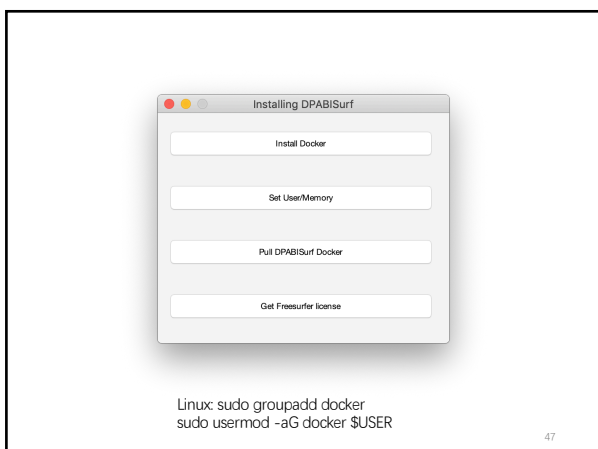 Installing DPABISurf
Install Docker
Set User/Memory
Pull DPABISurf Docker
Get Freesurfer license
Linux: sudo groupadd docker
sudo usermod -aG docker $USER
47